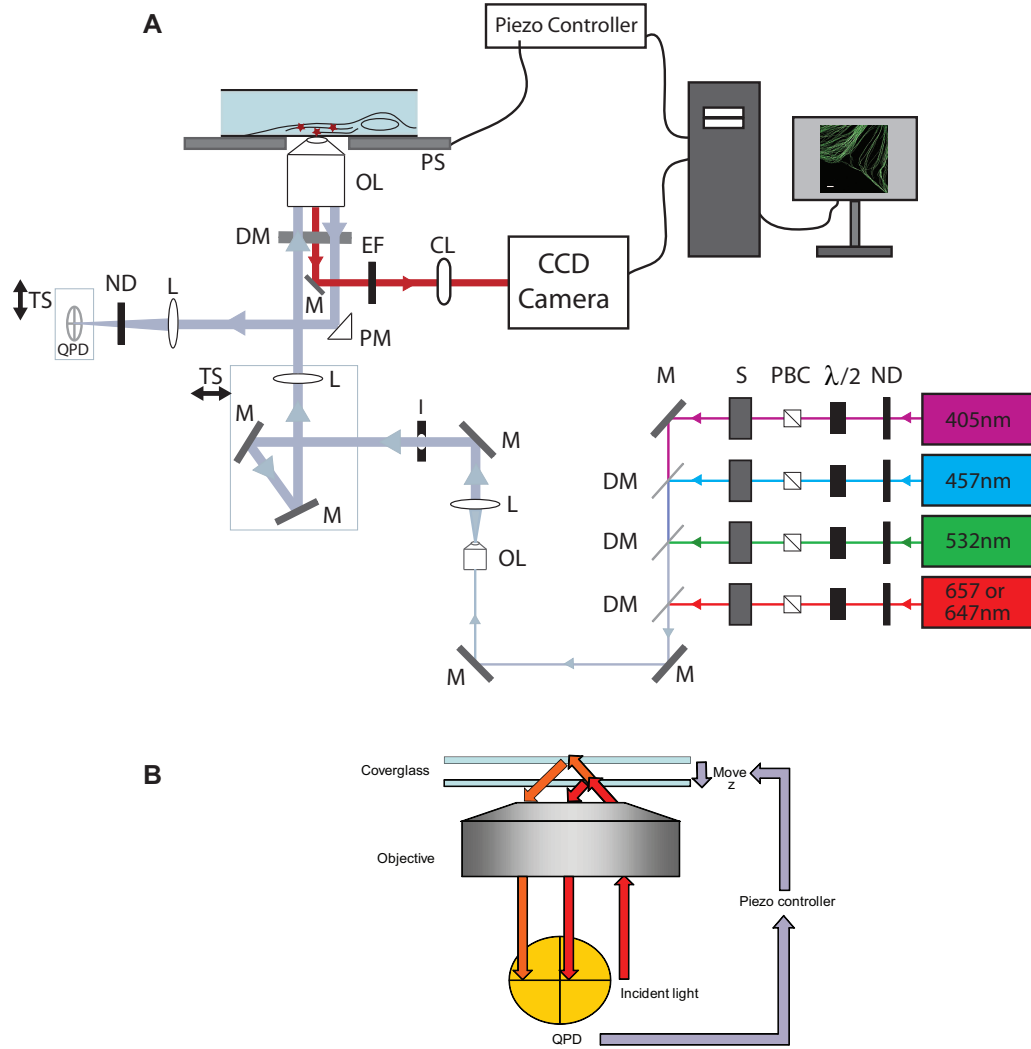 A
Piezo Controller
PS
OL
DM
EF
CL
CCD
Camera
M
ND
L
TS
QPD
PM
TS
L
M
M
I
M
L
OL
M
M
M
S
PBC
λ/2
ND
405nm
DM
457nm
DM
532nm
DM
657 or
647nm
B
Coverglass
Move
z
Objective
Piezo controller
Incident light
QPD